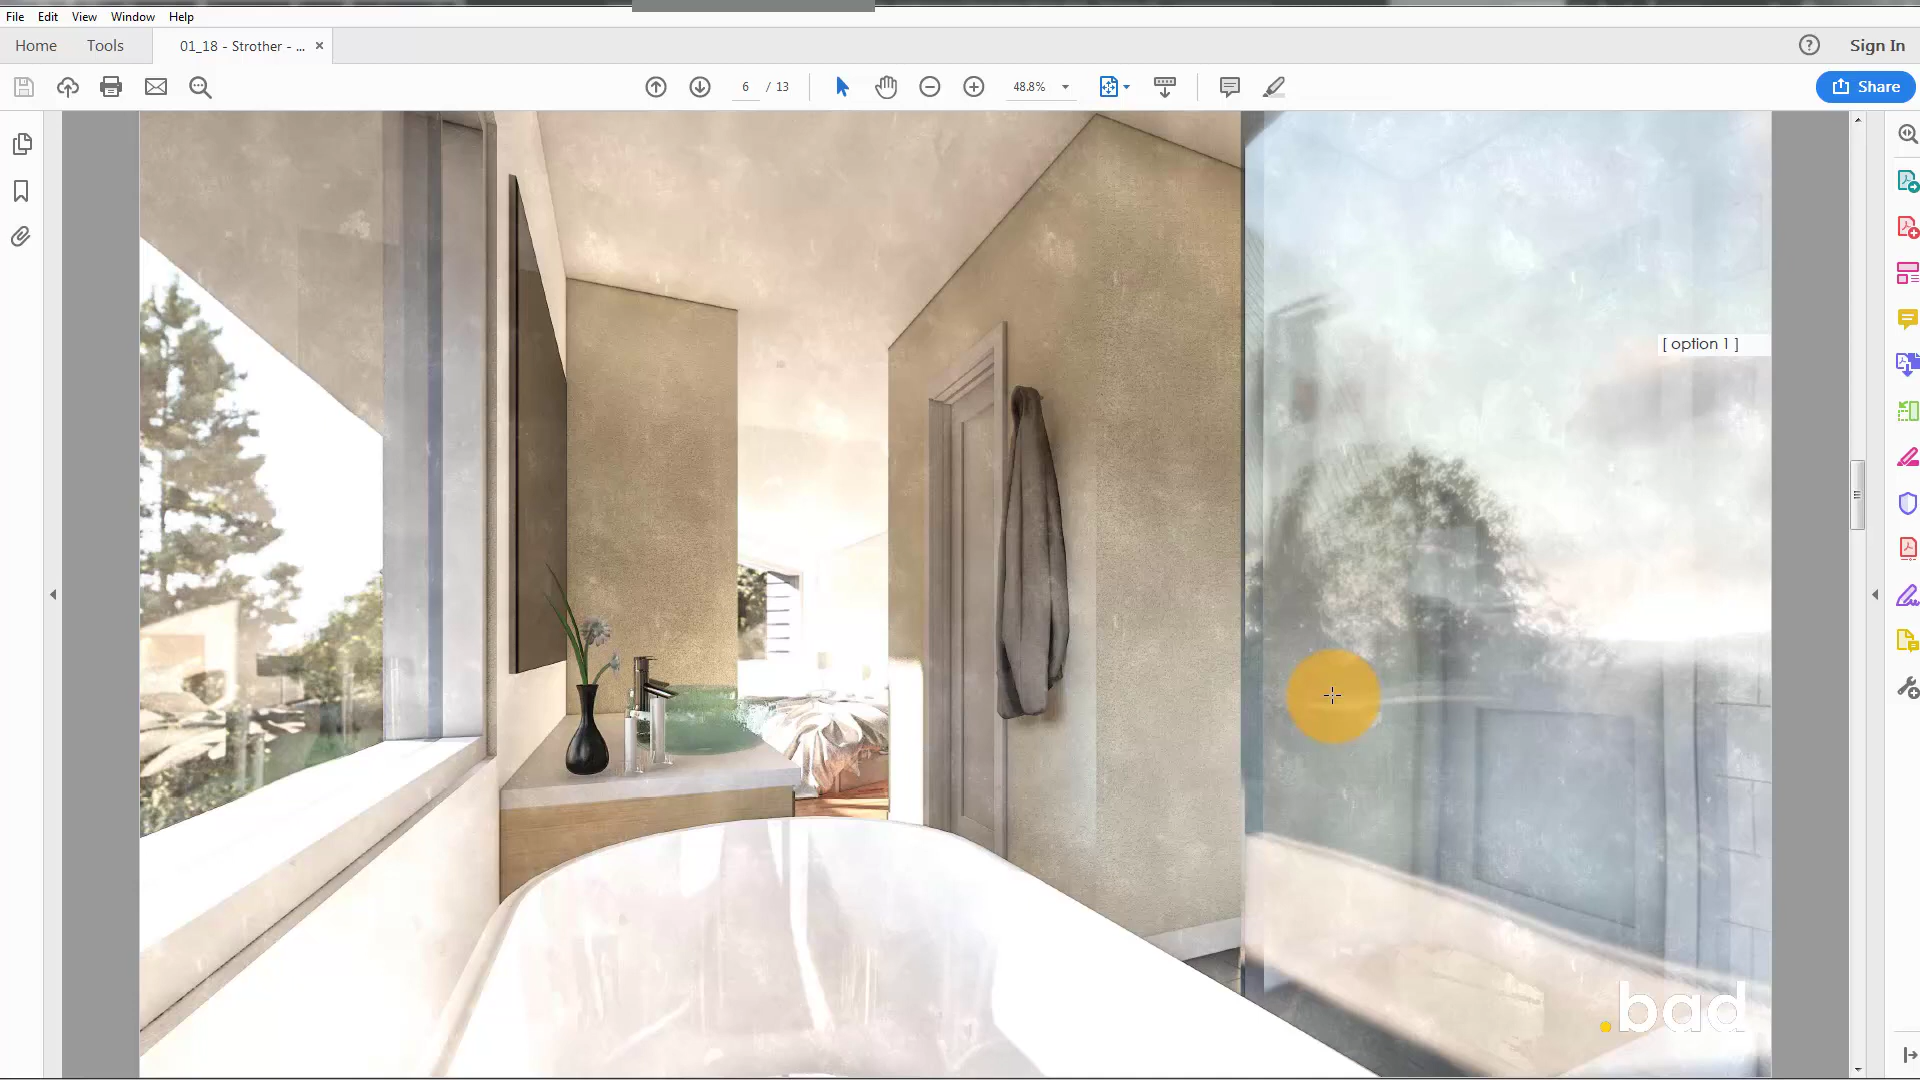 File Edit View Window Help
Home Tools 01_18 - Strother - ... Sign In
6 / 13 48.8% Share
[ option 1 ]
.bad